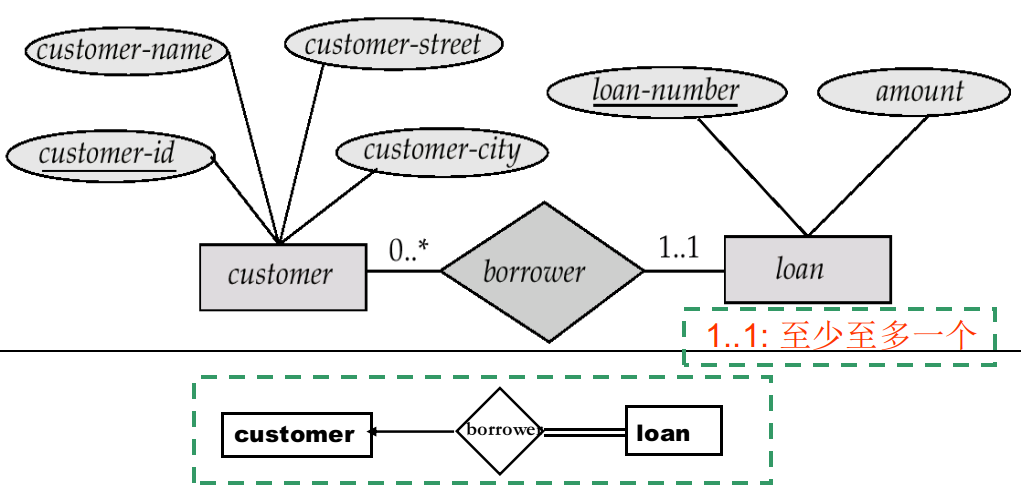 customer-name
customer-street
customer-id
customer-city
loan-number
amount
customer
0..*
borrower
1..1
loan
1..1: 至少至多一个
customer
borrower
loan